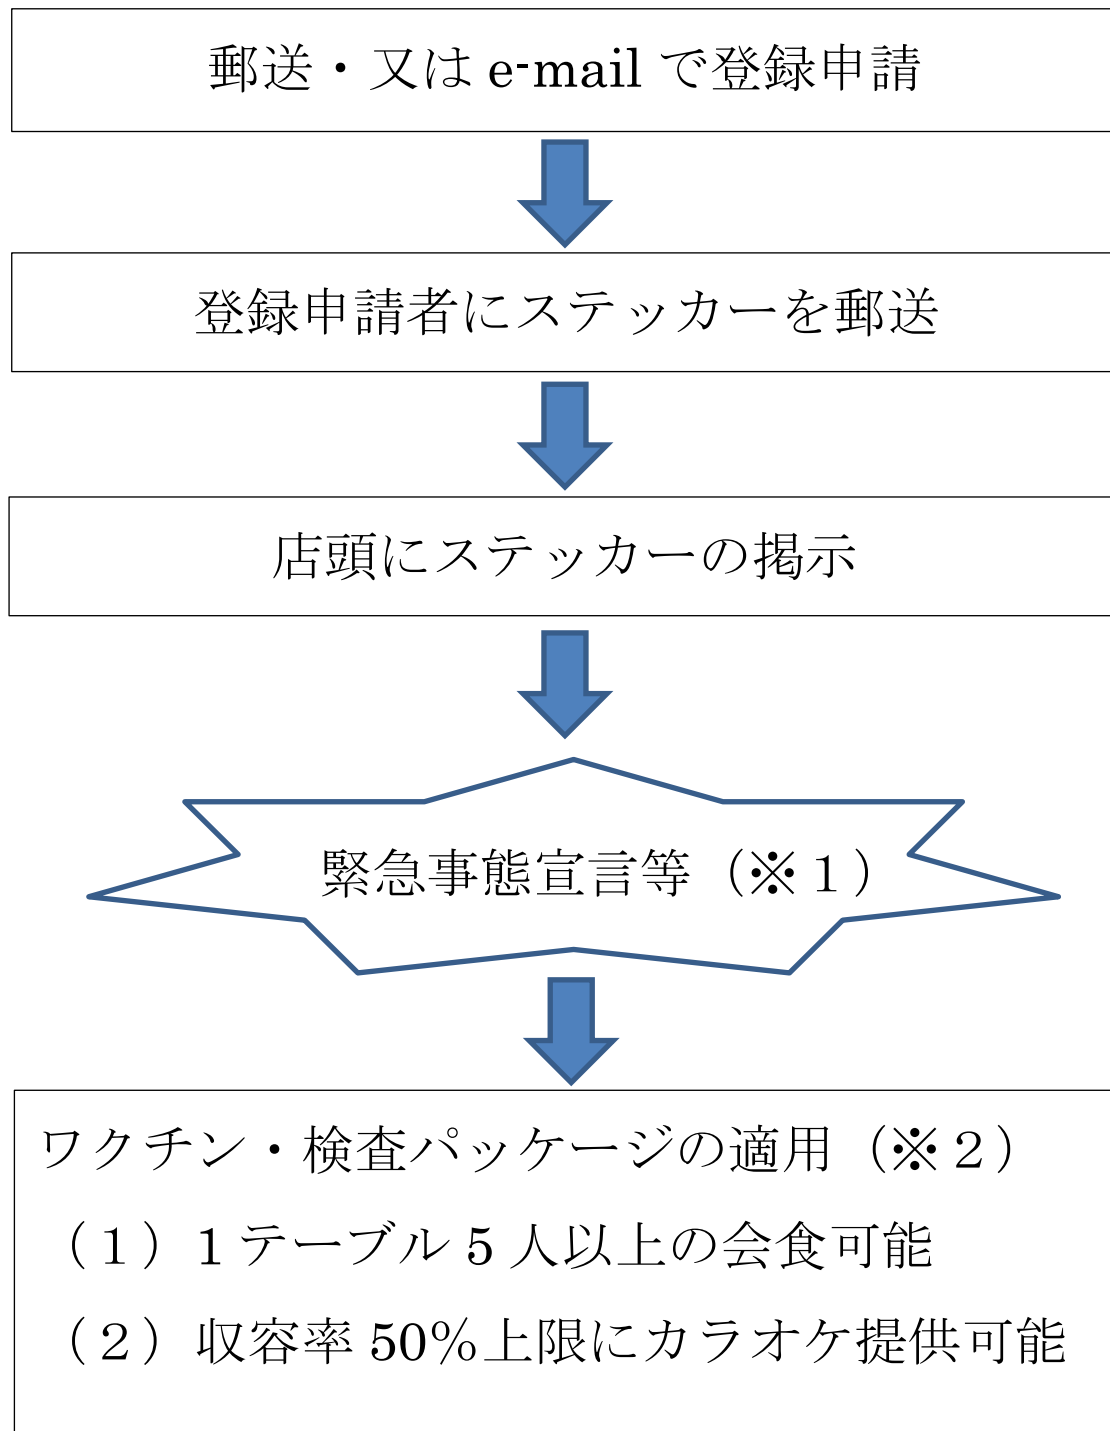 郵送・又は e-mail で登録申請
登録申請者にステッカーを郵送
店頭にステッカーの掲示
緊急事態宣言等（※１）
ワクチン・検査パッケージの適用（※２）
（１）1 テーブル 5 人以上の会食可能
（２）収容率 50％上限にカラオケ提供可能